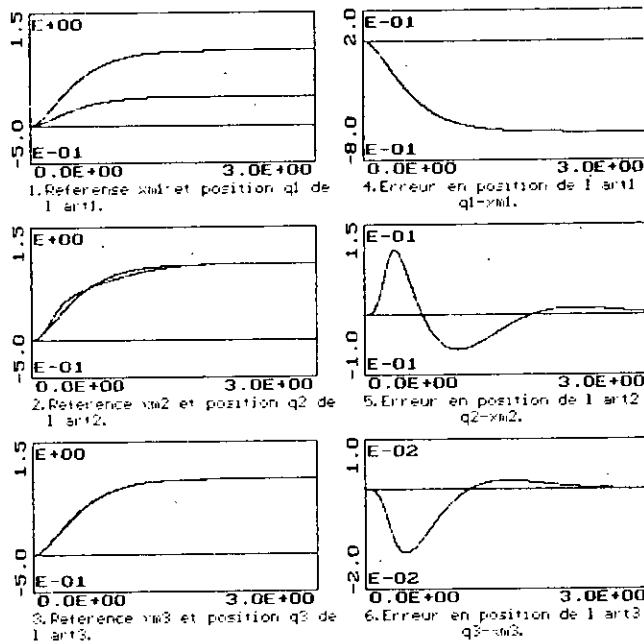 1.5
E+00
-5.0
E-01
0.0E+00 3.0E+00
1.Referense xm1 et position q1 de
l art1.
2.0
E-01
-8.0
E-01
0.0E+00 3.0E+00
4.Erreur en position de l art1
q1-xm1.
1.5
E+00
-5.0
E-01
0.0E+00 3.0E+00
2.Reference xm2 et position q2 de
l art2.
1.5
E-01
-1.0
E-01
0.0E+00 3.0E+00
5.Erreur en position de l art2
q2-xm2.
1.5
E+00
-5.0
E-01
0.0E+00 3.0E+00
3.Reference xm3 et position q3 de
l art3.
1.0
E-02
-2.0
E-02
0.0E+00 3.0E+00
6.Erreur en position de l art3
q3-xm3.